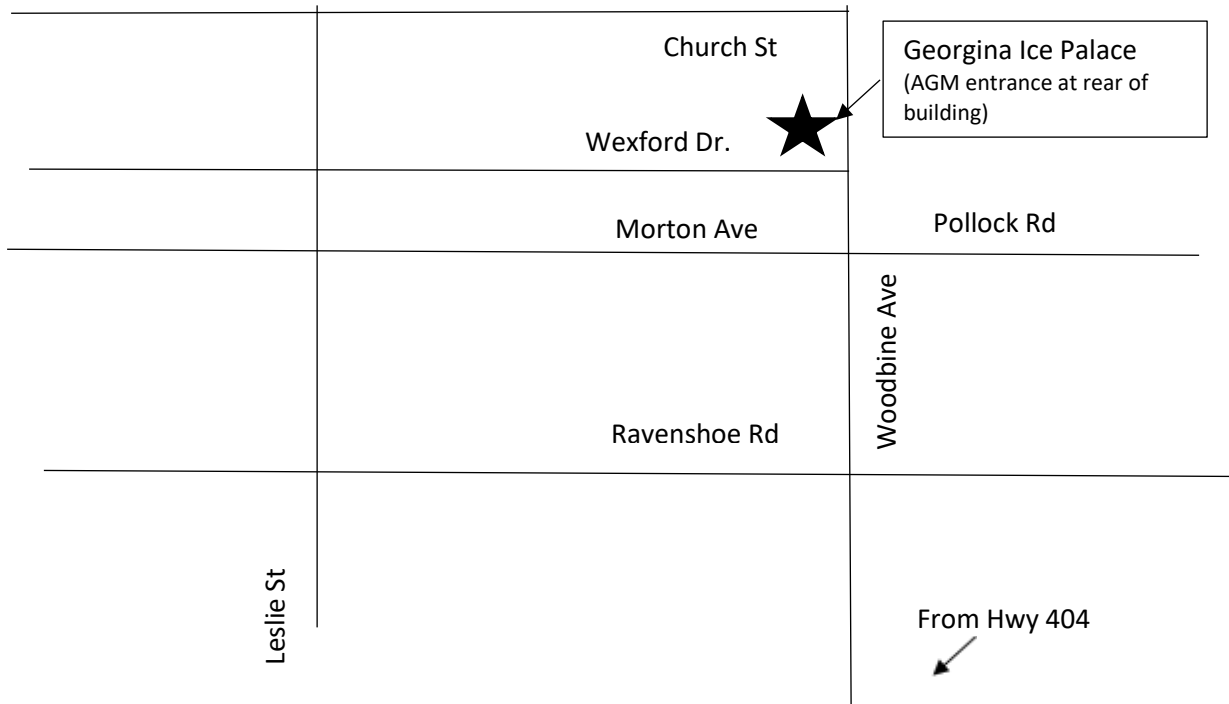 Church St
Georgina Ice Palace
(AGM entrance at rear of
building)
Wexford Dr.
Morton Ave
Pollock Rd
Woodbine Ave
Ravenshoe Rd
Leslie St
From Hwy 404